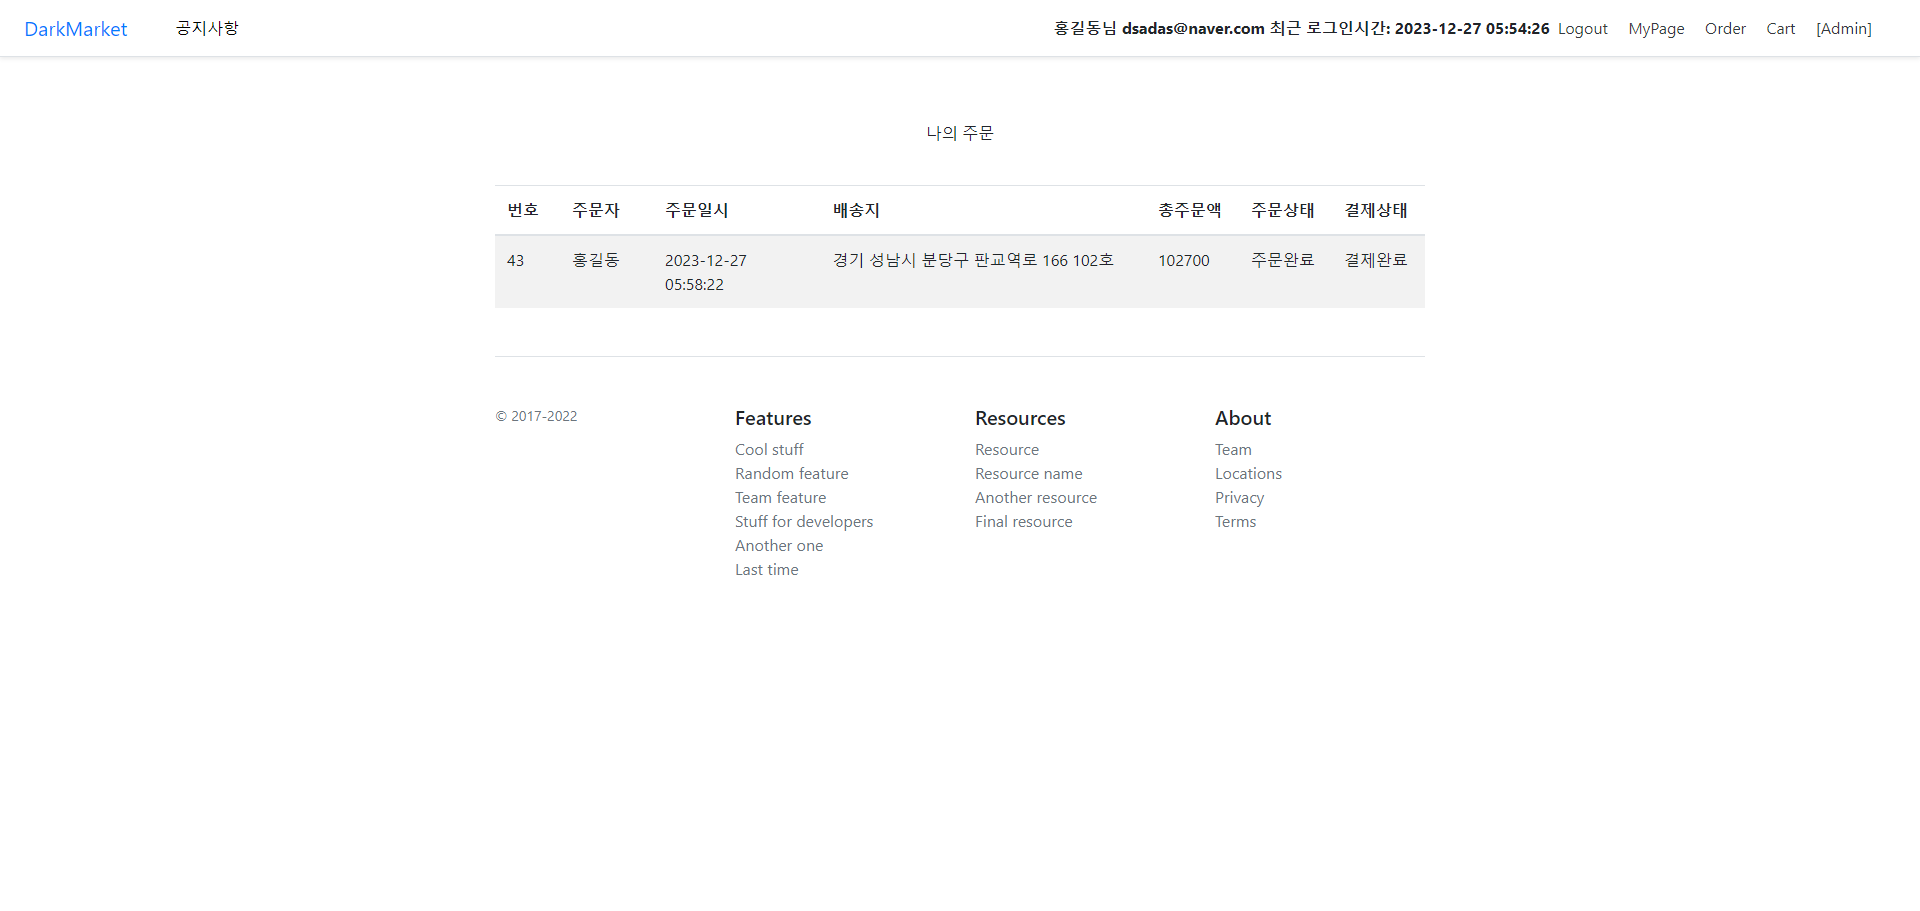 DarkMarket 공지사항 홍길동님 dsadas@naver.com 최근 로그인시간: 2023-12-27 05:54:26 Logout MyPage Order Cart [Admin]
나의 주문
번호 주문자 주문일시 배송지 총주문액 주문상태 결제상태
43 홍길동 2023-12-27 05:58:22 경기 성남시 분당구 판교역로 166 102호 102700 주문완료 결제완료
© 2017-2022
Features
Cool stuff
Random feature
Team feature
Stuff for developers
Another one
Last time
Resources
Resource
Resource name
Another resource
Final resource
About
Team
Locations
Privacy
Terms